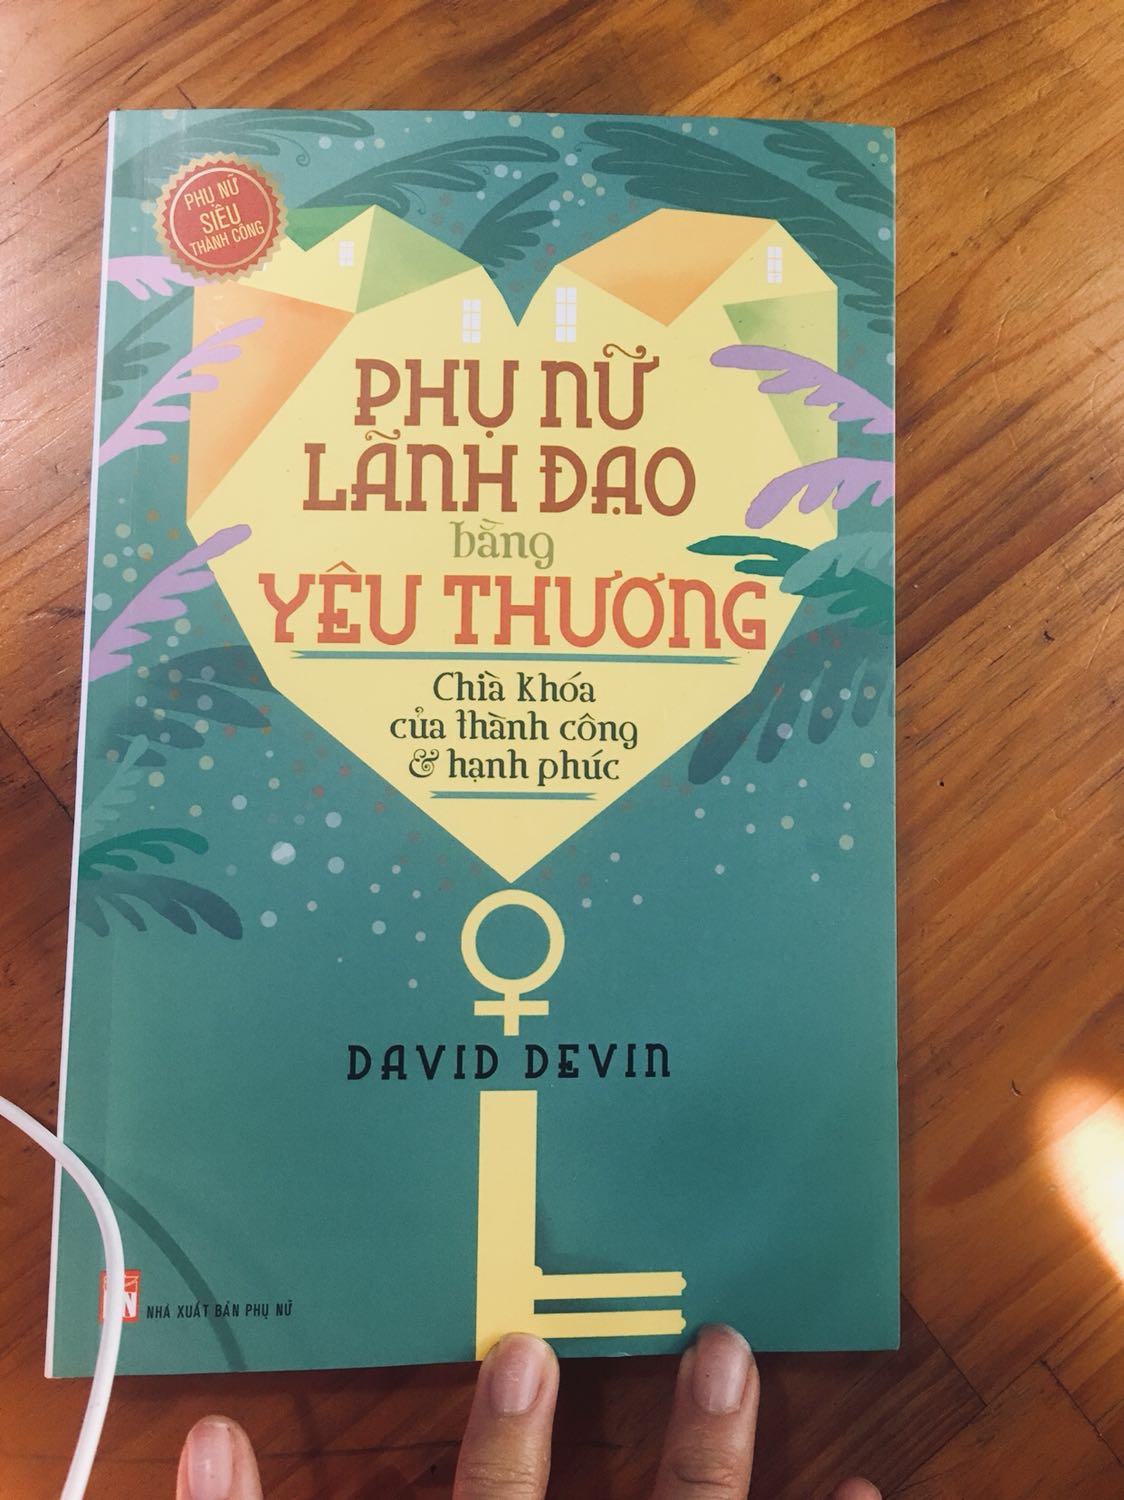 PHỤ NỮ
SIÊU
THÀNH CÔNG
PHỤ NỮ
LÃNH ĐẠO
bằng
YÊU THƯƠNG
Chìa khóa
của thành công
& hạnh phúc
DAVID DEVIN
NHÀ XUẤT BẢN PHỤ NỮ